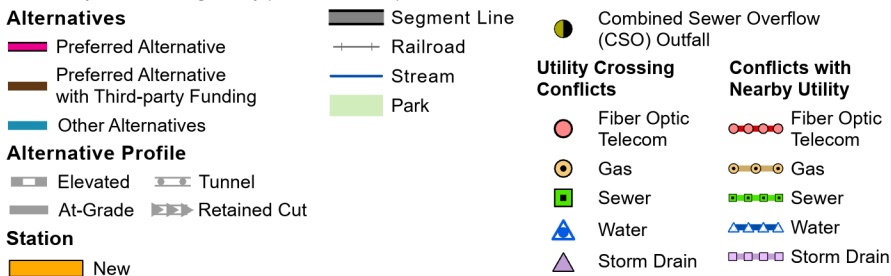 Alternatives
Preferred Alternative
Preferred Alternative
with Third-party Funding
Other Alternatives
Alternative Profile
Elevated
Tunnel
At-Grade
Retained Cut
Station
New
Segment Line
Railroad
Stream
Park
Combined Sewer Overflow
(CSO) Outfall
Utility Crossing
Conflicts
Fiber Optic
Telecom
Gas
Sewer
Water
Storm Drain
Conflicts with
Nearby Utility
Fiber Optic
Telecom
Gas
Sewer
Water
Storm Drain